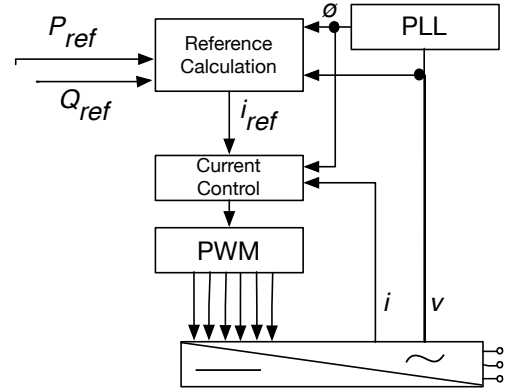 P_ref
Q_ref
Reference
Calculation
ø
PLL
i_ref
Current
Control
PWM
i
v